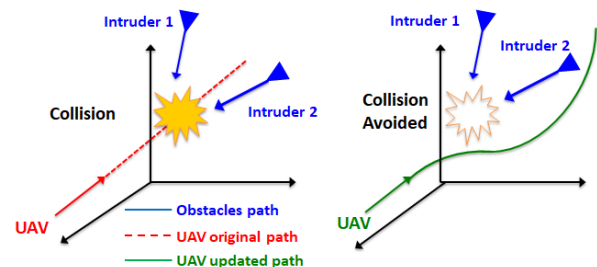 Intruder 1
Collision
Intruder 2
UAV
Obstacles path
UAV original path
UAV updated path
Intruder 1
Intruder 2
Collision
Avoided
UAV